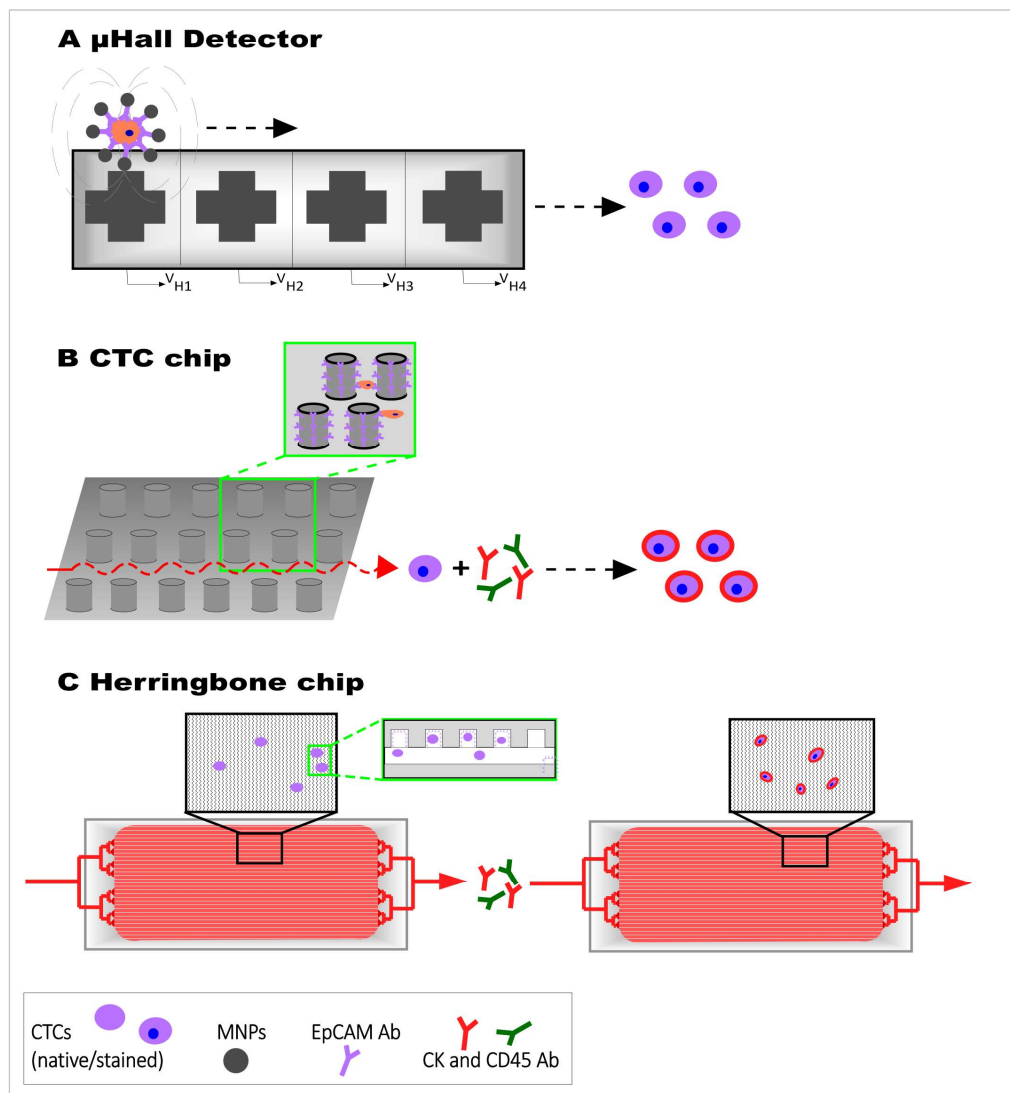 A µHall Detector
V H1 V H2 V H3 V H4
B CTC chip
+
C Herringbone chip
CTCs MNPs EpCAM Ab
(native/stained) CK and CD45 Ab